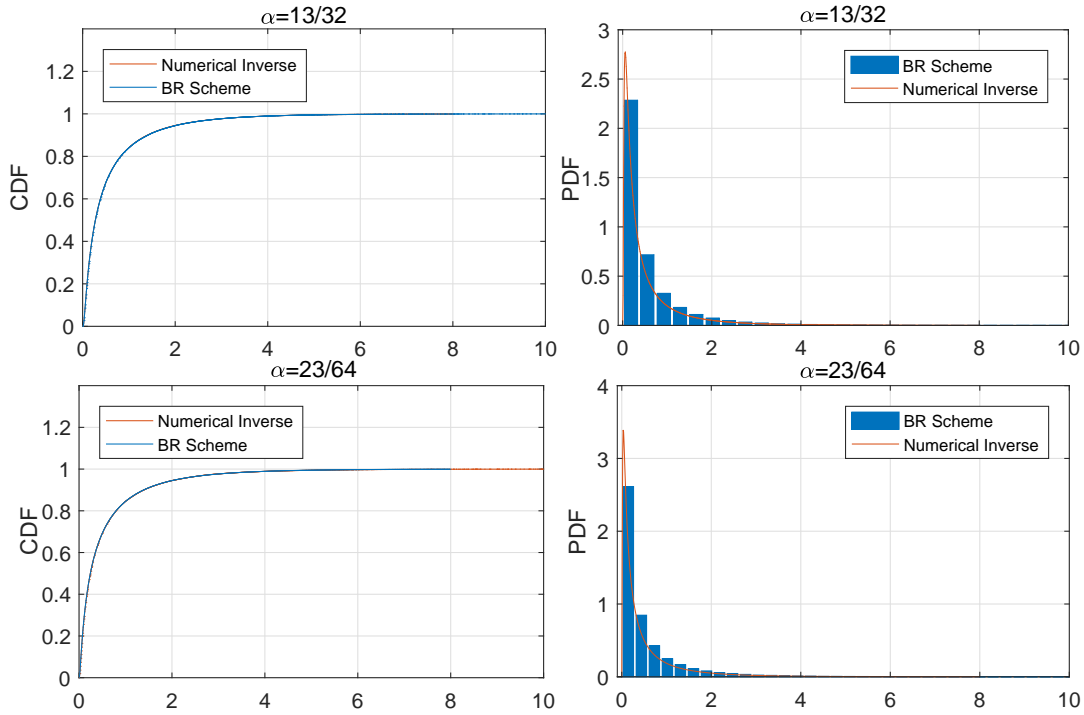 α=13/32
CDF
1.2
1
0.8
0.6
0.4
0.2
0
Numerical Inverse
BR Scheme
0 2 4 6 8 10
α=13/32
PDF
3
2.5
2
1.5
1
0.5
0
BR Scheme
Numerical Inverse
0 2 4 6 8 10
α=23/64
CDF
1.2
1
0.8
0.6
0.4
0.2
0
Numerical Inverse
BR Scheme
0 2 4 6 8 10
α=23/64
PDF
4
3
2
1
0
BR Scheme
Numerical Inverse
0 2 4 6 8 10